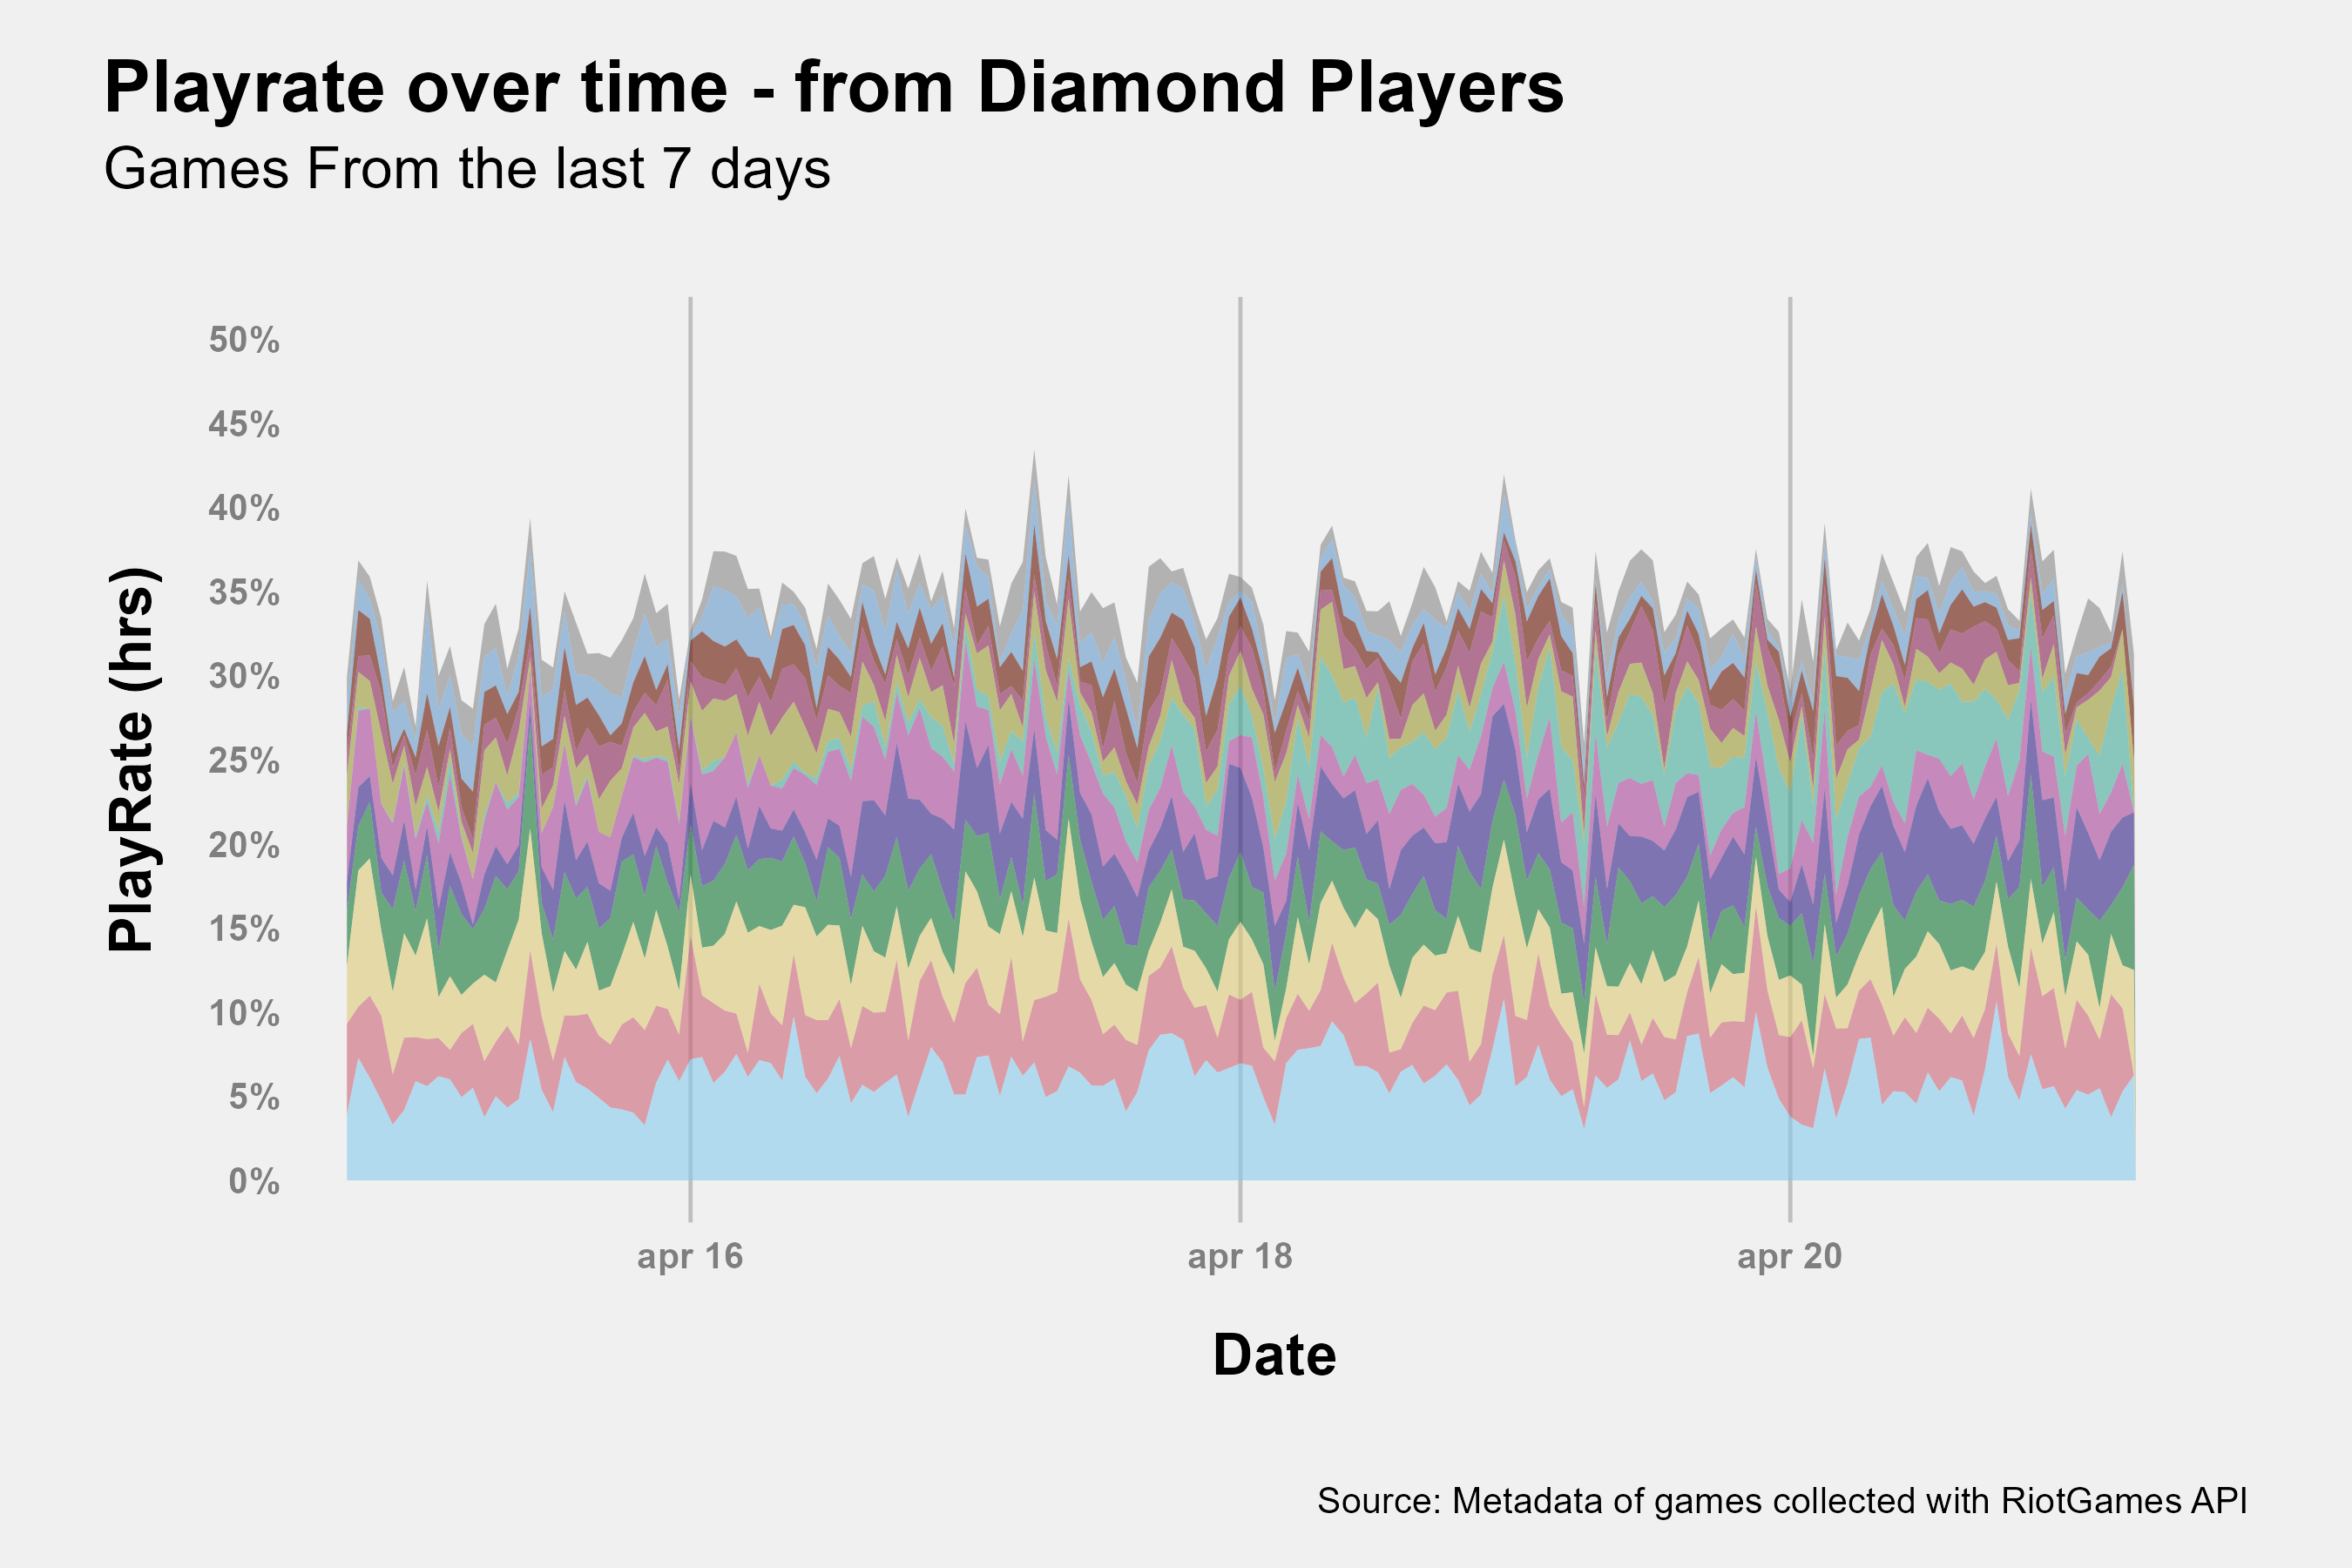 Playrate over time - from Diamond Players
Games From the last 7 days
50%
45%
40%
35%
30%
25%
20%
15%
10%
5%
0%
PlayRate (hrs)
apr 16
apr 18
apr 20
Date
Source: Metadata of games collected with RiotGames API